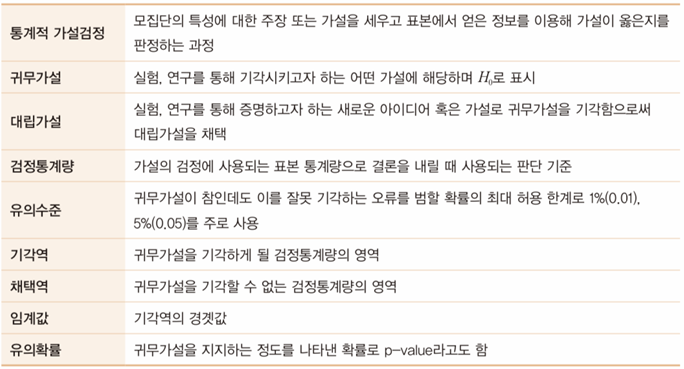 통계적 가설검정
모집단의 특성에 대한 주장 또는 가설을 세우고 표본에서 얻은 정보를 이용해 가설이 옳은지를
판정하는 과정
귀무가설
실험, 연구를 통해 기각시키고자 하는 어떤 가설에 해당하며 H₀로 표시
대립가설
실험, 연구를 통해 증명하고자 하는 새로운 아이디어 혹은 가설로 귀무가설을 기각함으로써
대립가설을 채택
검정통계량
가설의 검정에 사용되는 표본 통계량으로 결론을 내릴 때 사용되는 판단 기준
유의수준
귀무가설이 참인데도 이를 잘못 기각하는 오류를 범할 확률의 최대 허용 한계로 1%(0.01),
5%(0.05)를 주로 사용
기각역
귀무가설을 기각하게 될 검정통계량의 영역
채택역
귀무가설을 기각할 수 없는 검정통계량의 영역
임계값
기각역의 경곗값
유의확률
귀무가설을 지지하는 정도를 나타낸 확률로 p-value라고도 함